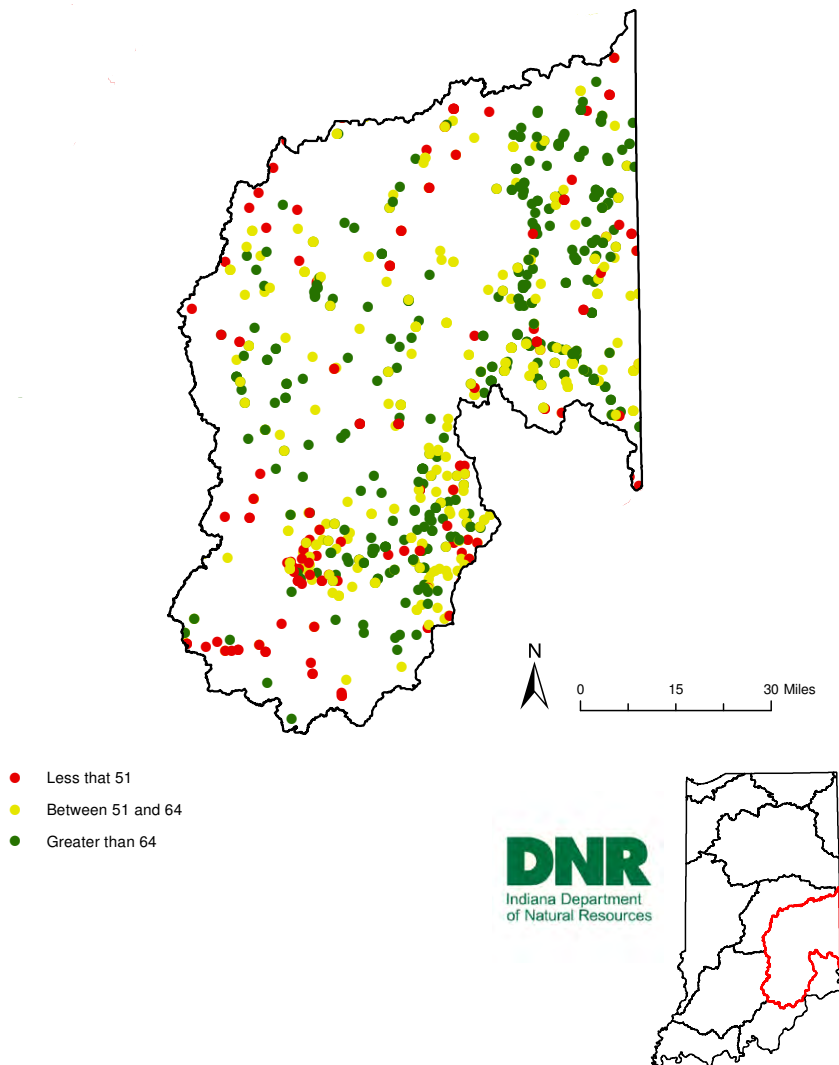 N
0 15 30 Miles
Less that 51
Between 51 and 64
Greater than 64
DNR
Indiana Department
of Natural Resources